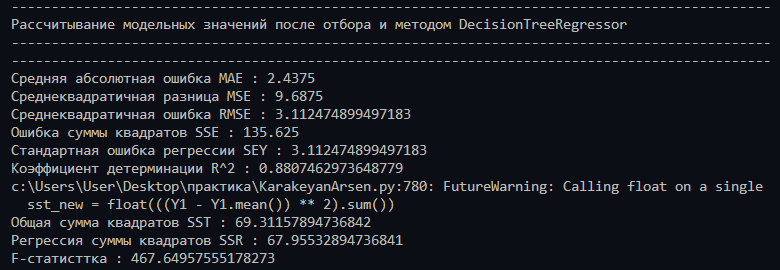 ------------------------------------------------------------------------------------------------
Рассчитывание модельных значений после отбора и методом DecisionTreeRegressor
------------------------------------------------------------------------------------------------
------------------------------------------------------------------------------------------------
Средняя абсолютная ошибка MAE : 2.4375
Среднеквадратичная разница MSE : 9.6875
Среднеквадратичная ошибка RMSE : 3.112474899497183
Ошибка суммы квадратов SSE : 135.625
Стандартная ошибка регрессии SEY : 3.112474899497183
Коэффициент детерминации R^2 : 0.8807462973648779
c:\Users\User\Desktop\практика\KarakeyanArsen.py:780: FutureWarning: Calling float on a single
  sst_new = float(((Y1 - Y1.mean()) ** 2).sum())
Общая сумма квадратов SST : 69.31157894736842
Регрессия суммы квадратов SSR : 67.95532894736841
F-статисттка : 467.64957555178273